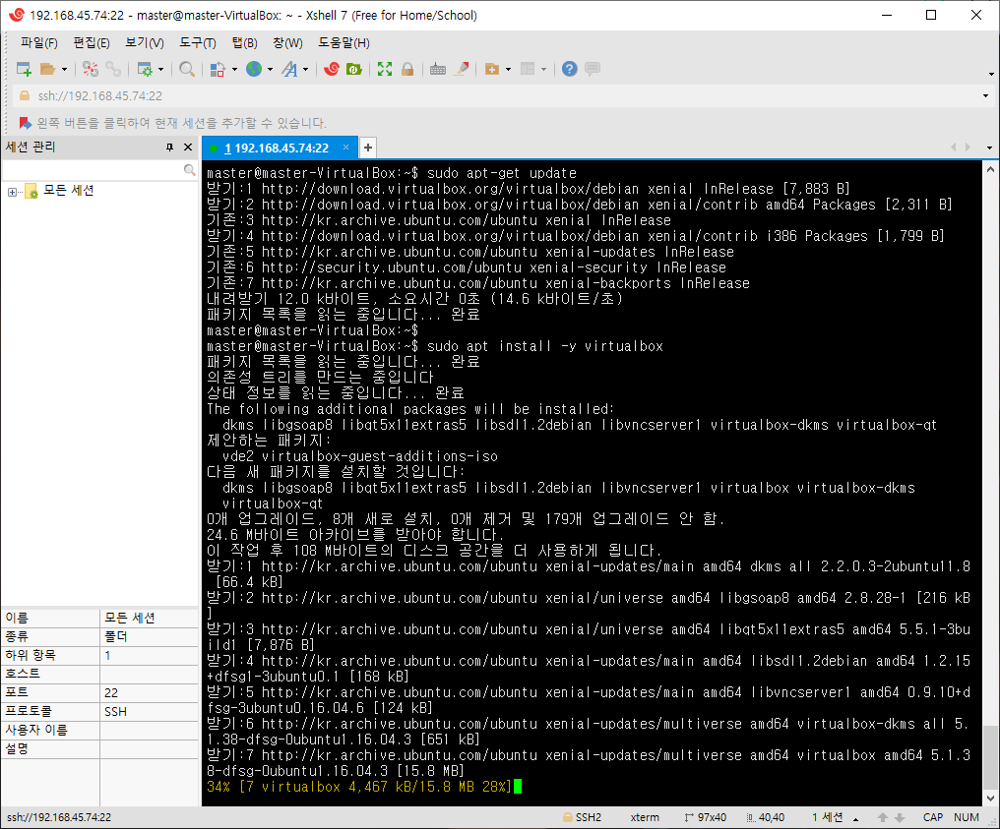 192.168.45.74:22 - master@master-VirtualBox: ~ - Xshell 7 (Free for Home/School)
파일(F) 편집(E) 보기(V) 도구(T) 탭(B) 창(W) 도움말(H)
ssh://192.168.45.74:22
왼쪽 버튼을 클릭하여 현재 세션을 추가할 수 있습니다.
세션 관리
모든 세션
이름 모든 세션
종류 폴더
하위 항목 1
호스트
포트 22
프로토콜 SSH
사용자 이름
설명
1 192.168.45.74:22
master@master-VirtualBox:~$ sudo apt-get update
받기:1 http://download.virtualbox.org/virtualbox/debian xenial InRelease [7,883 B]
받기:2 http://download.virtualbox.org/virtualbox/debian xenial/contrib amd64 Packages [2,311 B]
기존:3 http://kr.archive.ubuntu.com/ubuntu xenial InRelease
받기:4 http://download.virtualbox.org/virtualbox/debian xenial/contrib i386 Packages [1,799 B]
기존:5 http://kr.archive.ubuntu.com/ubuntu xenial-updates InRelease
기존:6 http://security.ubuntu.com/ubuntu xenial-security InRelease
기존:7 http://kr.archive.ubuntu.com/ubuntu xenial-backports InRelease
내려받기 12.0 k바이트, 소요시간 0초 (14.6 k바이트/초)
패키지 목록을 읽는 중입니다... 완료
master@master-VirtualBox:~$
master@master-VirtualBox:~$ sudo apt install -y virtualbox
패키지 목록을 읽는 중입니다... 완료
의존성 트리를 만드는 중입니다
상태 정보를 읽는 중입니다... 완료
The following additional packages will be installed:
dkms libgsoap8 libqt5x11extras5 libsdl1.2debian libvncserver1 virtualbox-dkms virtualbox-qt
제안하는 패키지:
vde2 virtualbox-guest-additions-iso
다음 새 패키지를 설치할 것입니다:
dkms libgsoap8 libqt5x11extras5 libsdl1.2debian libvncserver1 virtualbox virtualbox-dkms
virtualbox-qt
0개 업그레이드, 8개 새로 설치, 0개 제거 및 179개 업그레이드 안 함.
24.6 M바이트 아카이브를 받아야 합니다.
이 작업 후 108 M바이트의 디스크 공간을 더 사용하게 됩니다.
받기:1 http://kr.archive.ubuntu.com/ubuntu xenial-updates/main amd64 dkms all 2.2.0.3-2ubuntu11.8
[66.4 kB]
받기:2 http://kr.archive.ubuntu.com/ubuntu xenial/universe amd64 libgsoap8 amd64 2.8.28-1 [216 kB
]
받기:3 http://kr.archive.ubuntu.com/ubuntu xenial/universe amd64 libqt5x11extras5 amd64 5.5.1-3bu
ild1 [7,876 B]
받기:4 http://kr.archive.ubuntu.com/ubuntu xenial-updates/main amd64 libsdl1.2debian amd64 1.2.15
+dfsg1-3ubuntu0.1 [168 kB]
받기:5 http://kr.archive.ubuntu.com/ubuntu xenial-updates/main amd64 libvncserver1 amd64 0.9.10+d
fsg-3ubuntu0.16.04.6 [124 kB]
받기:6 http://kr.archive.ubuntu.com/ubuntu xenial-updates/multiverse amd64 virtualbox-dkms all 5.
1.38-dfsg-0ubuntu1.16.04.3 [651 kB]
받기:7 http://kr.archive.ubuntu.com/ubuntu xenial-updates/multiverse amd64 virtualbox amd64 5.1.3
8-dfsg-0ubuntu1.16.04.3 [15.8 MB]
34% [7 virtualbox 4,467 kB/15.8 MB 28%]
ssh://192.168.45.74:22 SSH2 xterm 97x40 40,40 1 세션 CAP NUM